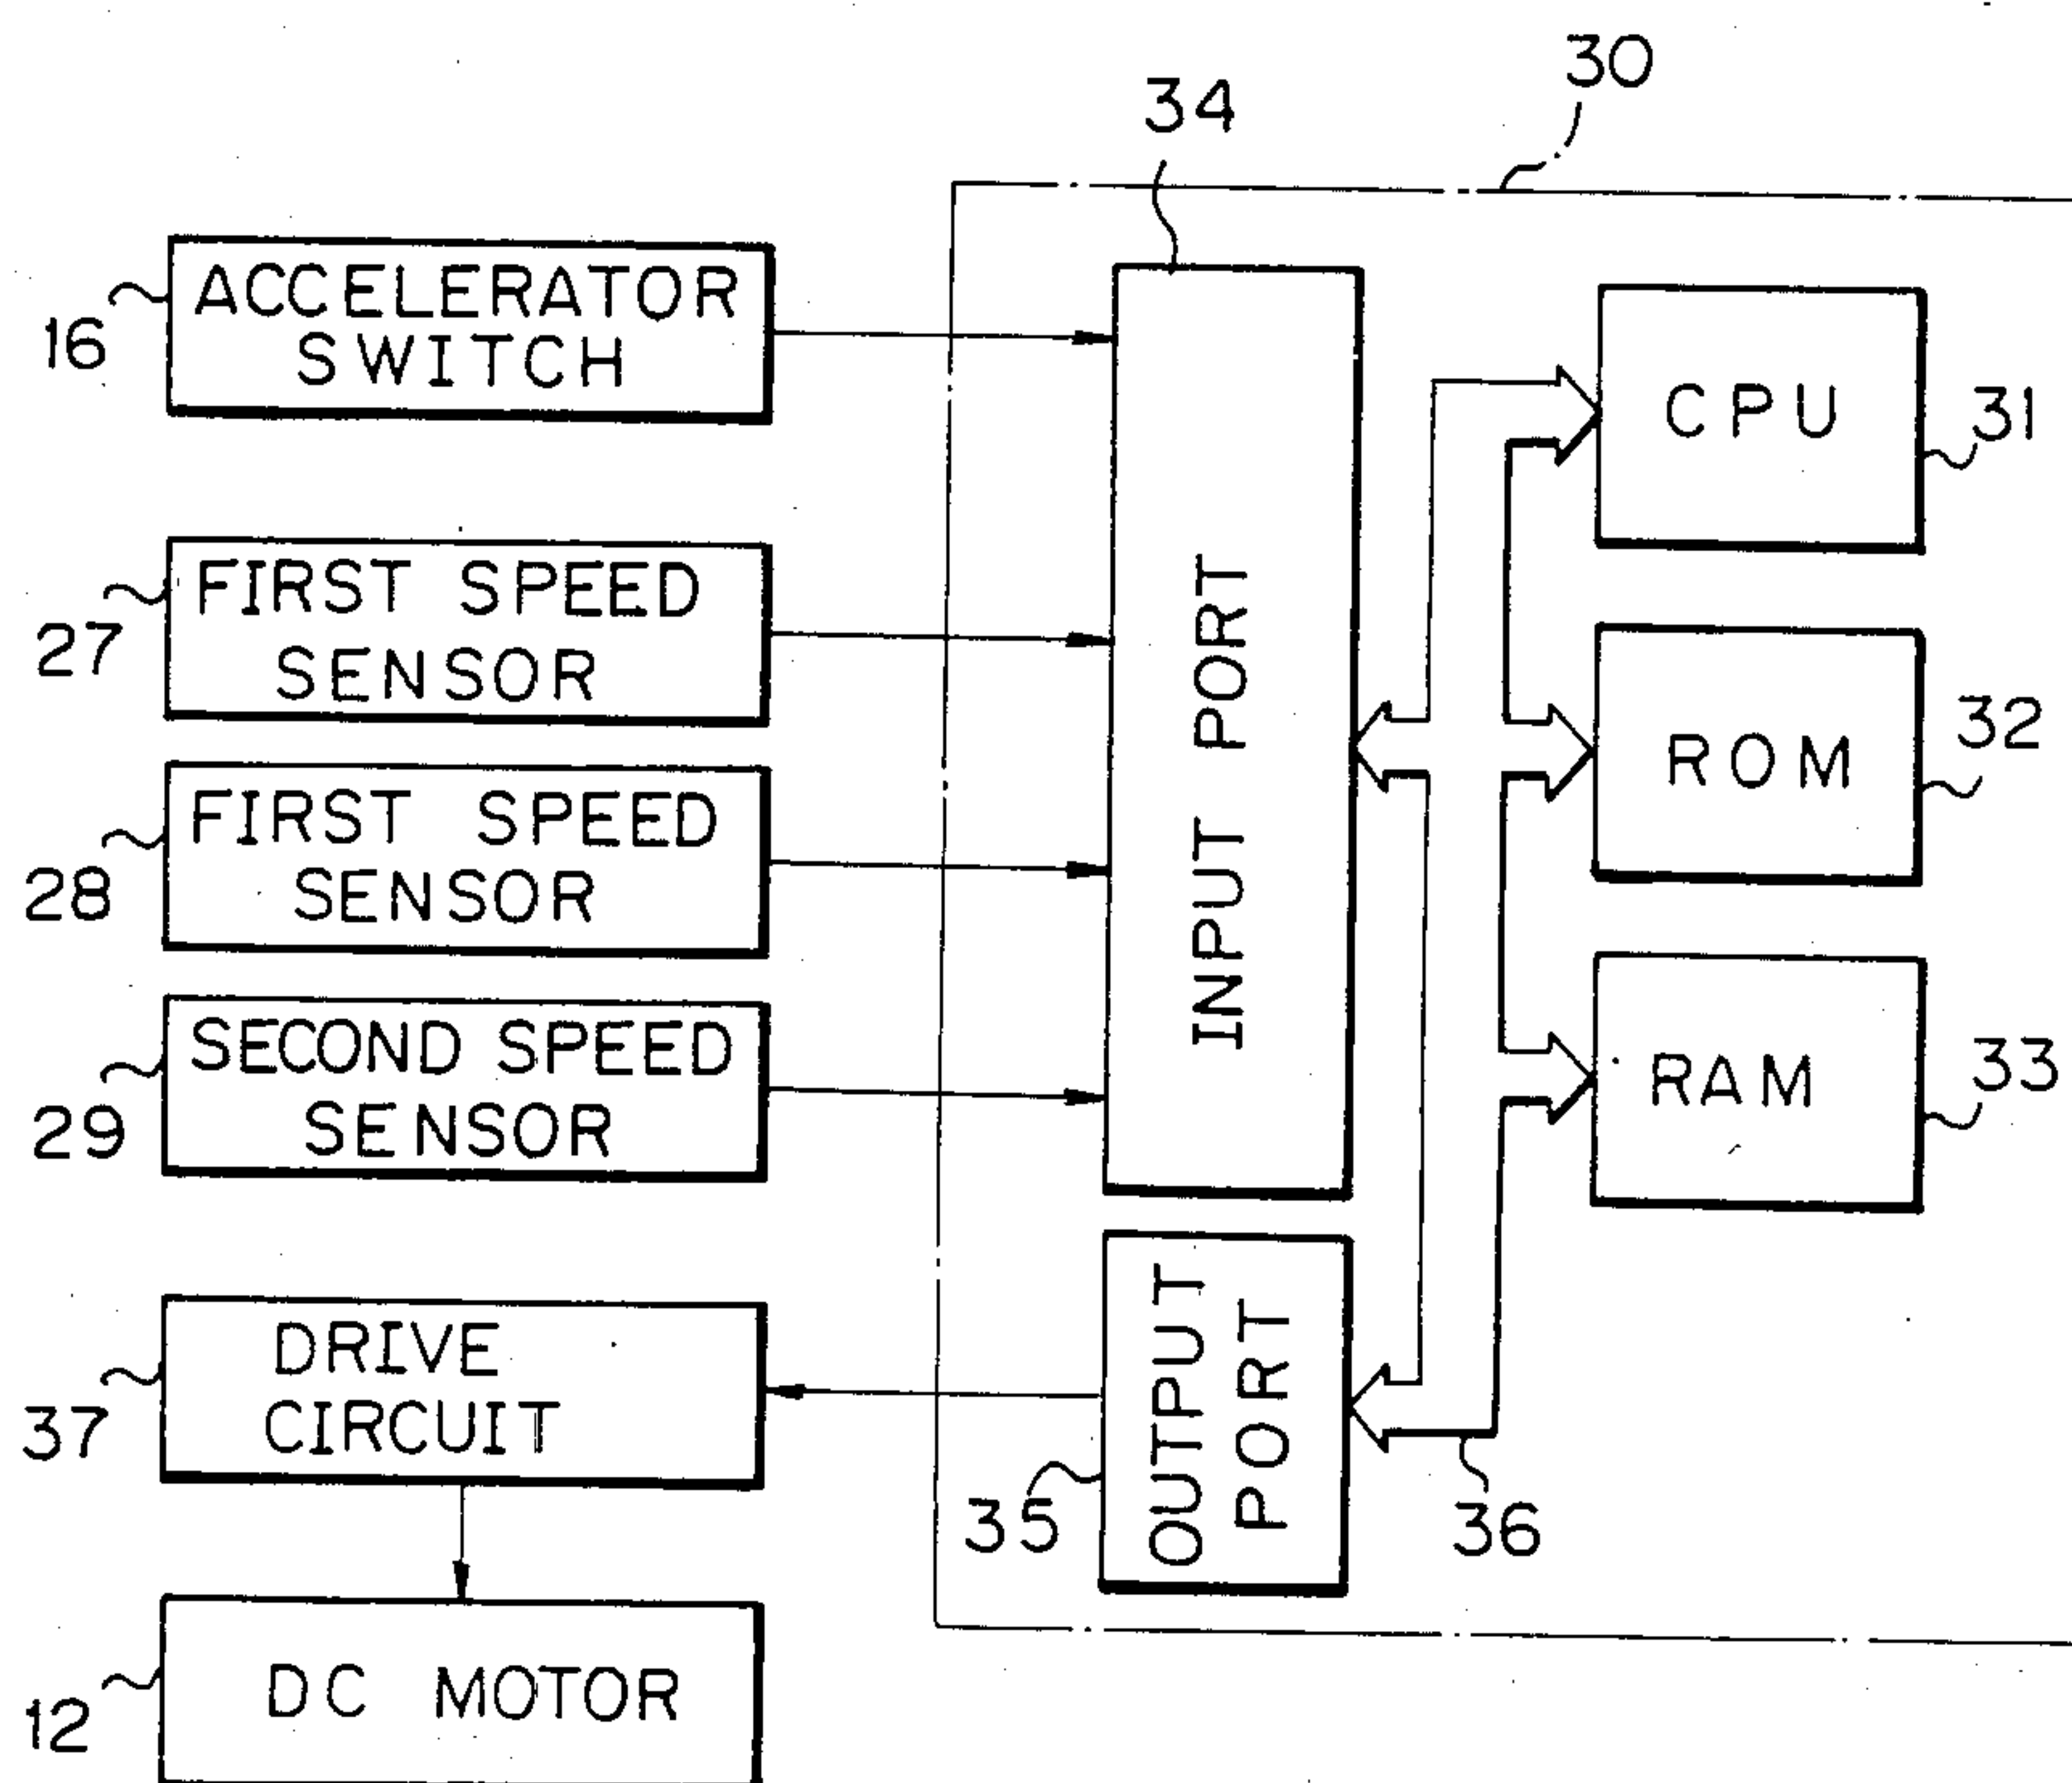 30
34
ACCELERATOR
SWITCH
16
CPU
31
FIRST SPEED
SENSOR
27
INPUT PORT
ROM
32
FIRST SPEED
SENSOR
28
SECOND SPEED
SENSOR
29
RAM
33
DRIVE
CIRCUIT
37
OUTPUT
PORT
35
36
DC MOTOR
12